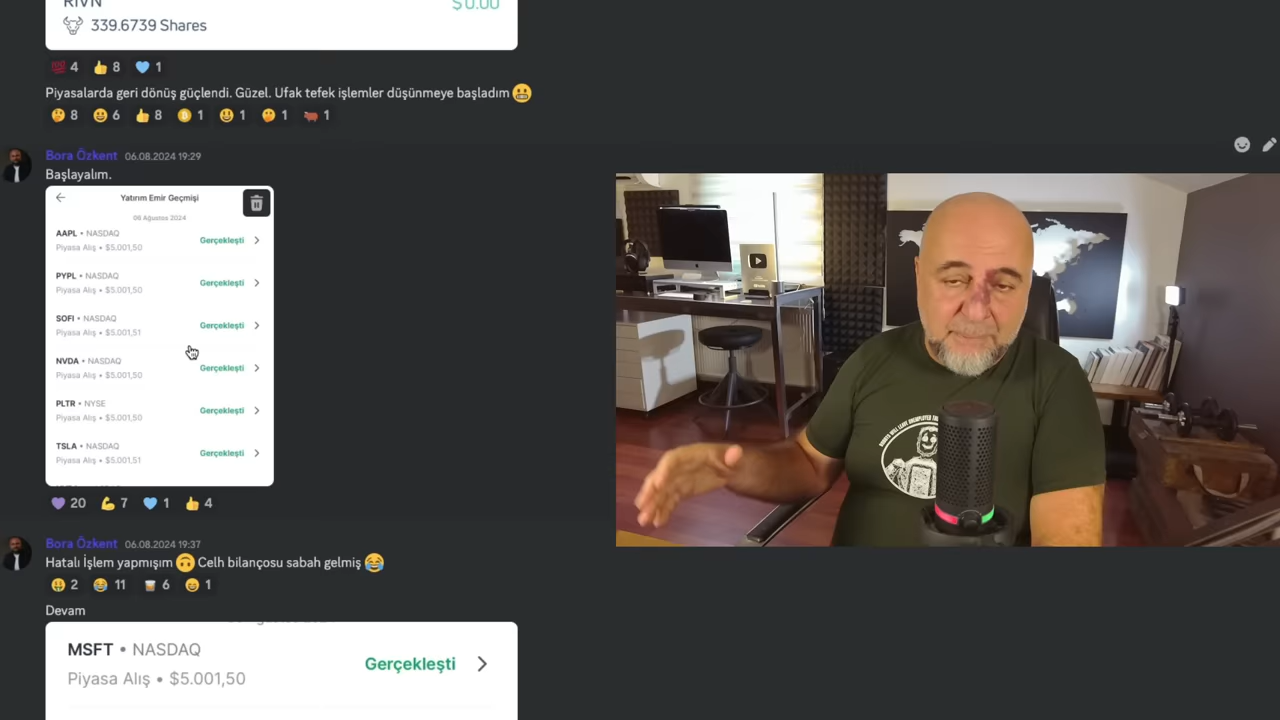 RIVN
$0.00
339.6739 Shares
4 8 1
Piyasalarda geri dönüş güçlendi. Güzel. Ufak tefek işlemler düşünmeye başladım
8 6 8 1 1 1 1
Bora Özkent 06.08.2024 19:29
Başlayalım.
Yatırım Emir Geçmişi
06 Ağustos 2024
AAPL • NASDAQ
Piyasa Alış • $5.001,50
Gerçekleşti
PYPL • NASDAQ
Piyasa Alış • $5.001,50
Gerçekleşti
SOFI • NASDAQ
Piyasa Alış • $5.001,51
Gerçekleşti
NVDA • NASDAQ
Piyasa Alış • $5.001,50
Gerçekleşti
PLTR • NYSE
Piyasa Alış • $5.001,50
Gerçekleşti
TSLA • NASDAQ
Piyasa Alış • $5.001,51
Gerçekleşti
20 7 1 4
Bora Özkent 06.08.2024 19:37
Hatalı İşlem yapmışım Celh bilançosu sabah gelmiş
2 11 6 1
Devam
MSFT • NASDAQ
Piyasa Alış • $5.001,50
Gerçekleşti